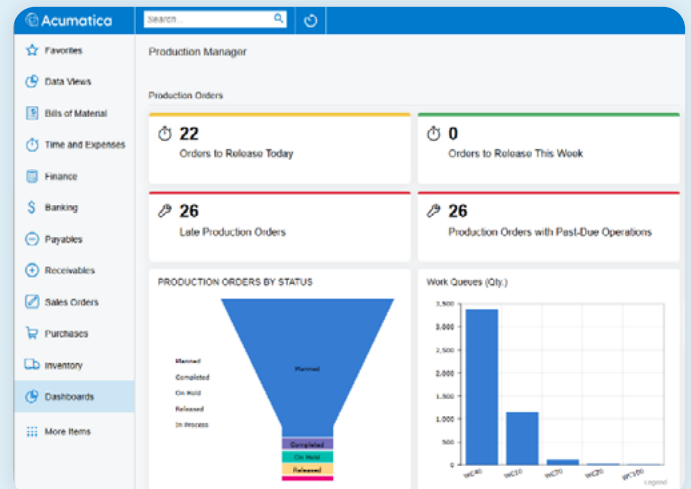 Acumatica
Search...
Favorites
Data Views
Bills of Material
Time and Expenses
Finance
Banking
Payables
Receivables
Sales Orders
Purchases
Inventory
Dashboards
More Items
Production Manager
Production Orders
22
Orders to Release Today
0
Orders to Release This Week
26
Late Production Orders
26
Production Orders with Past-Due Operations
PRODUCTION ORDERS BY STATUS
Planned
Completed
On Hold
Released
In Process
Planned
Completed
On Hold
Released
Work Queues (Qty.)
3,500
3,000
2,500
2,000
1,500
1,000
500
0
WC40
WC10
WC20
WC100
Legend